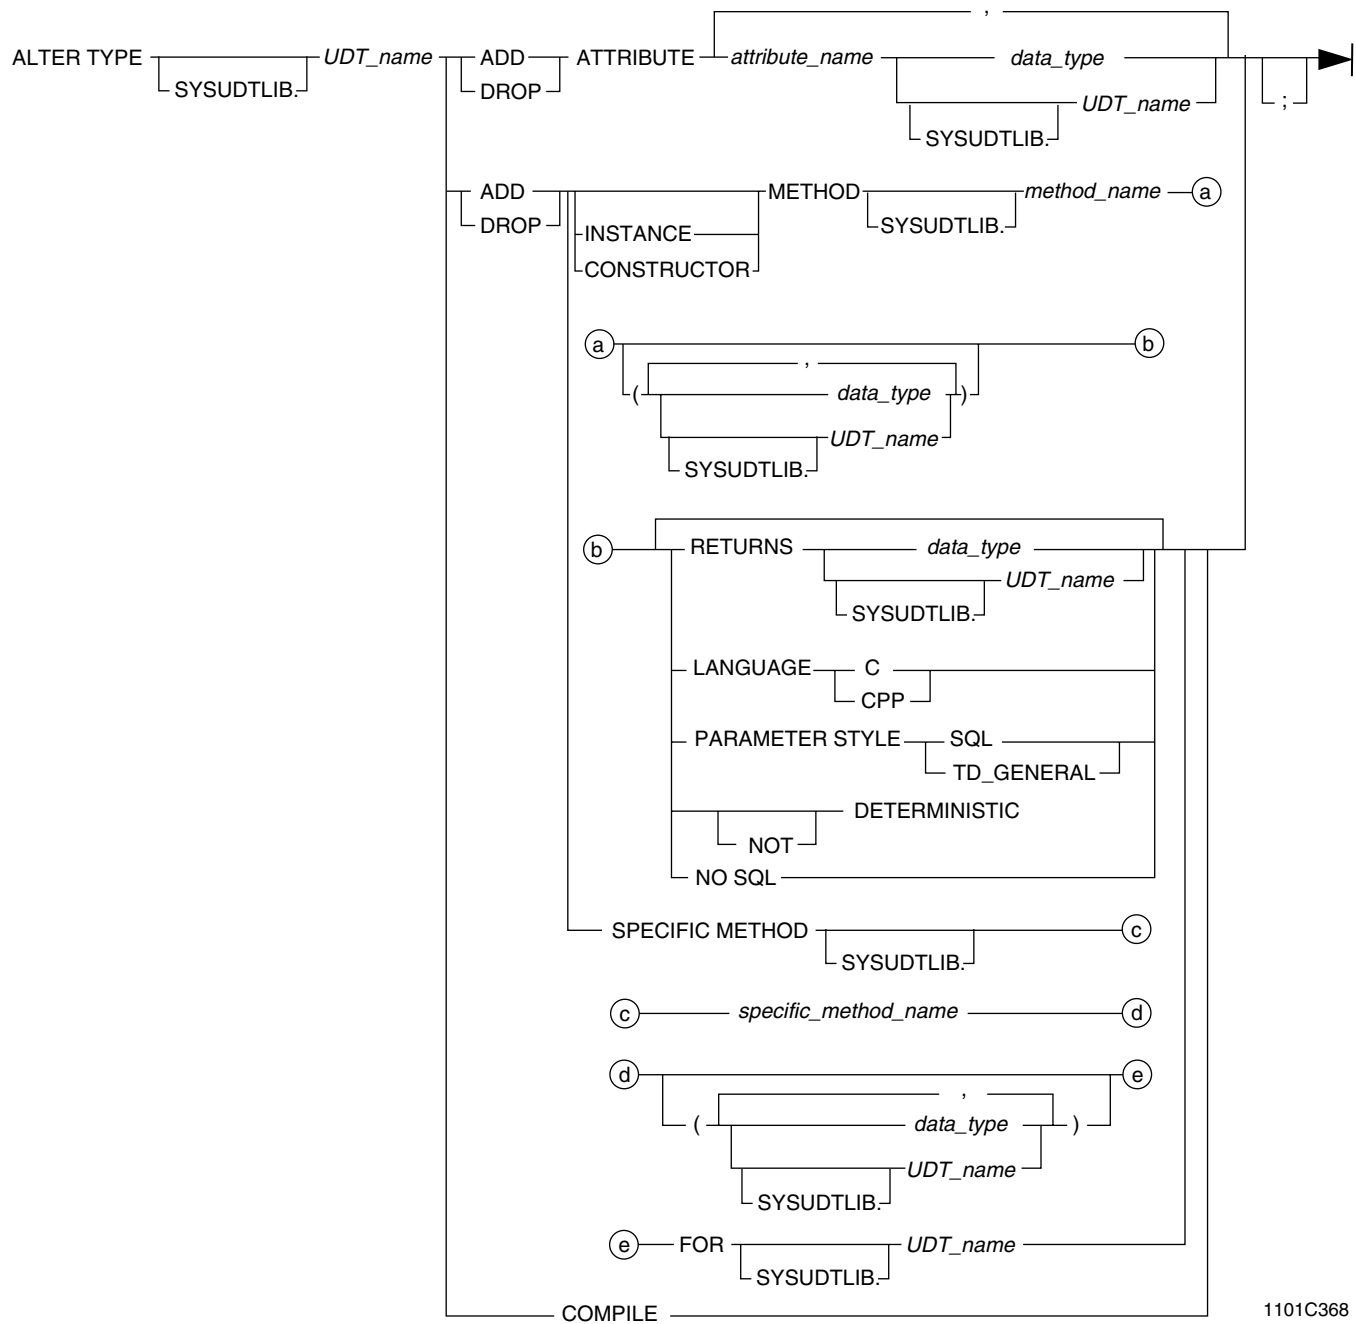 ,
ALTER TYPE UDT_name ADD ATTRIBUTE attribute_name data_type
SYSUDTLIB. DROP UDT_name ;
SYSUDTLIB.
ADD METHOD method_name a
DROP INSTANCE SYSUDTLIB.
CONSTRUCTOR
a b
,
( data_type )
UDT_name
SYSUDTLIB.
b RETURNS data_type
UDT_name
SYSUDTLIB.
LANGUAGE C
CPP
PARAMETER STYLE SQL
TD_GENERAL
DETERMINISTIC
NOT
NO SQL
SPECIFIC METHOD c
SYSUDTLIB.
c specific_method_name d
d e
,
( data_type )
UDT_name
SYSUDTLIB.
e FOR UDT_name
SYSUDTLIB.
COMPILE
1101C368